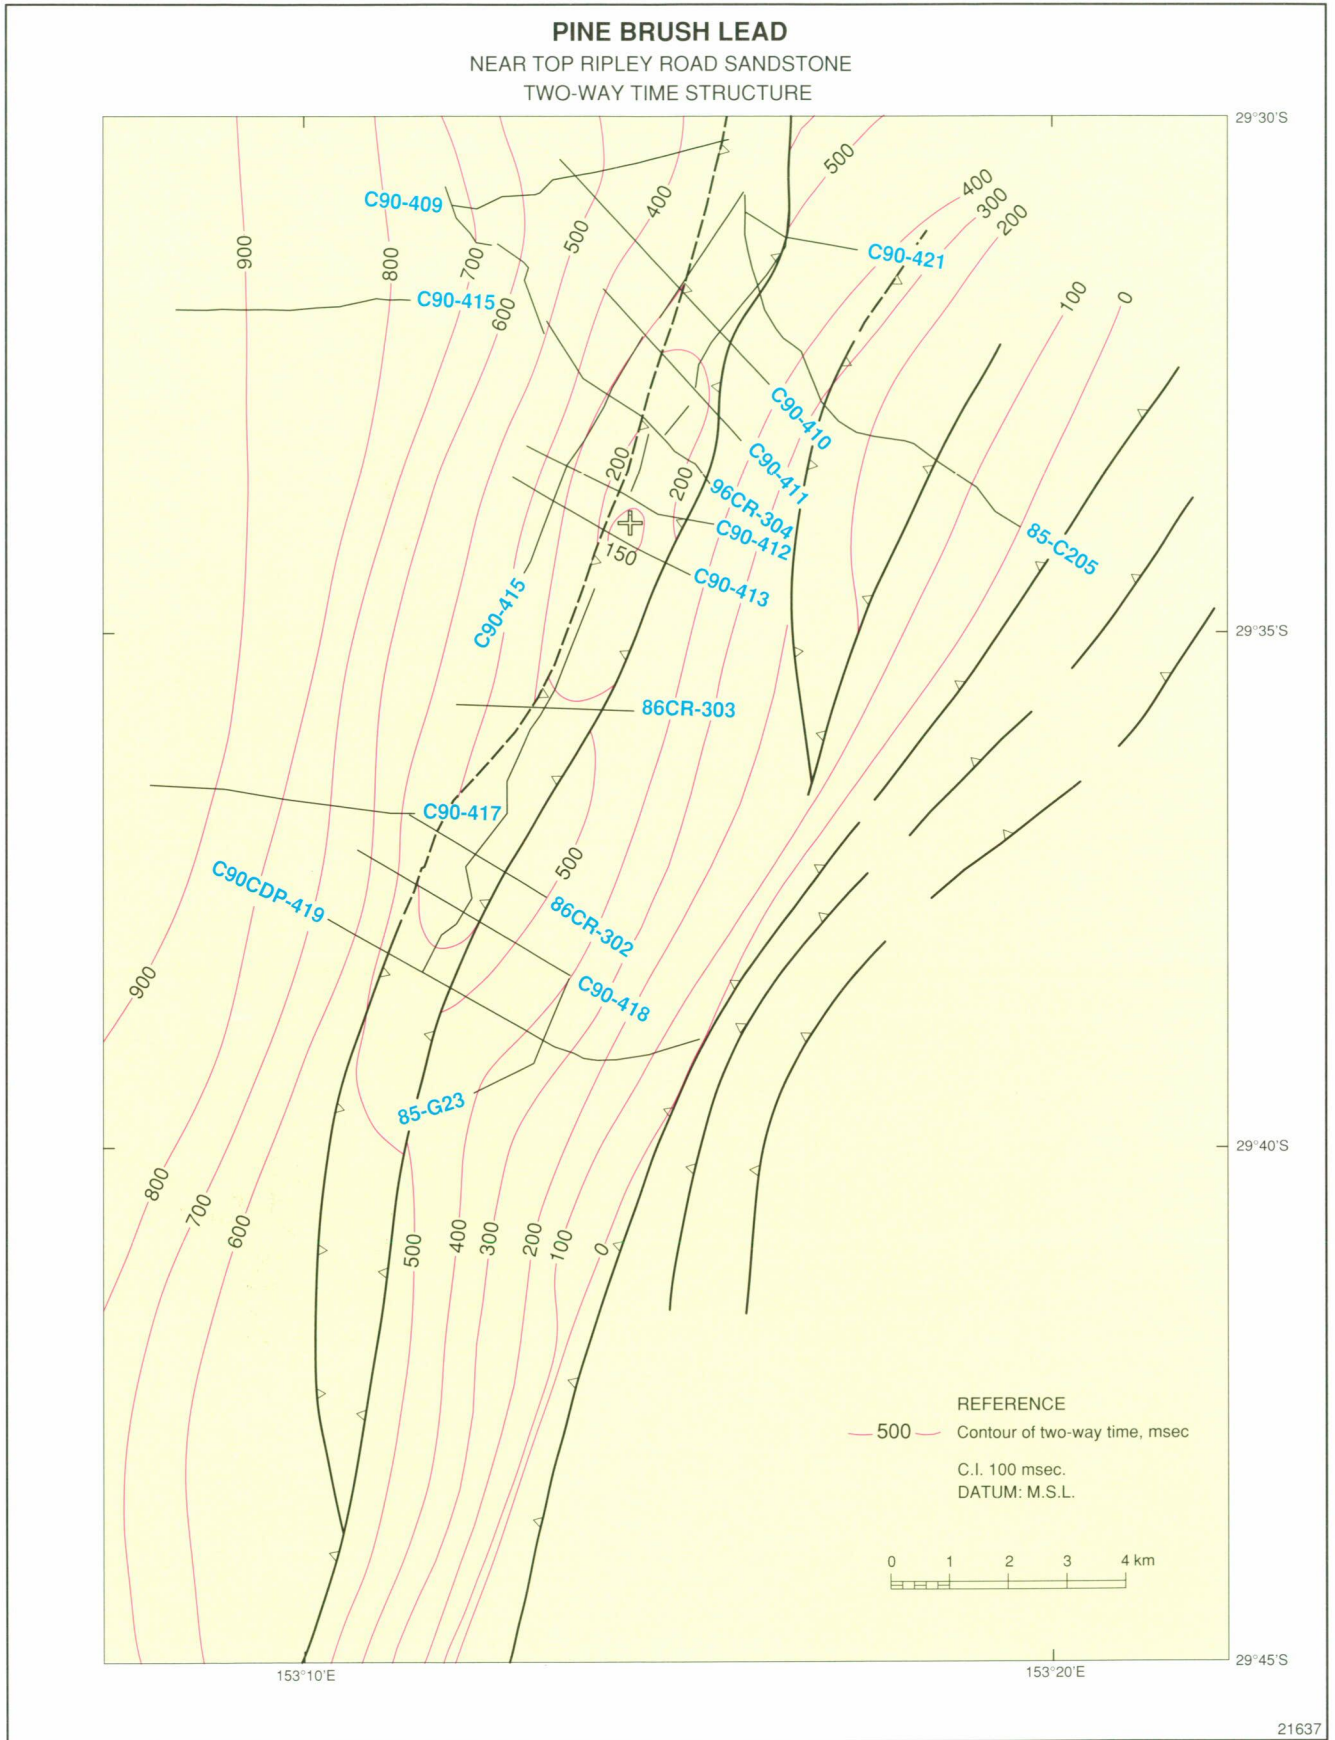 PINE BRUSH LEAD
NEAR TOP RIPLEY ROAD SANDSTONE
TWO-WAY TIME STRUCTURE
29°30'S
500
400
300
200
400
C90-409
500
900
800
700
C90-421
C90-415
600
100
0
C90-410
200
C90-411
200
96CR-304
C90-412
85-C205
150
C90-413
C90-415
29°35'S
86CR-303
C90-417
500
C90CDP-419
86CR-302
900
C90-418
85-G23
29°40'S
800
700
600
500
400
300
200
100
0
REFERENCE
500 Contour of two-way time, msec
C.I. 100 msec.
DATUM: M.S.L.
0 1 2 3 4 km
29°45'S
153°10'E
153°20'E
21637